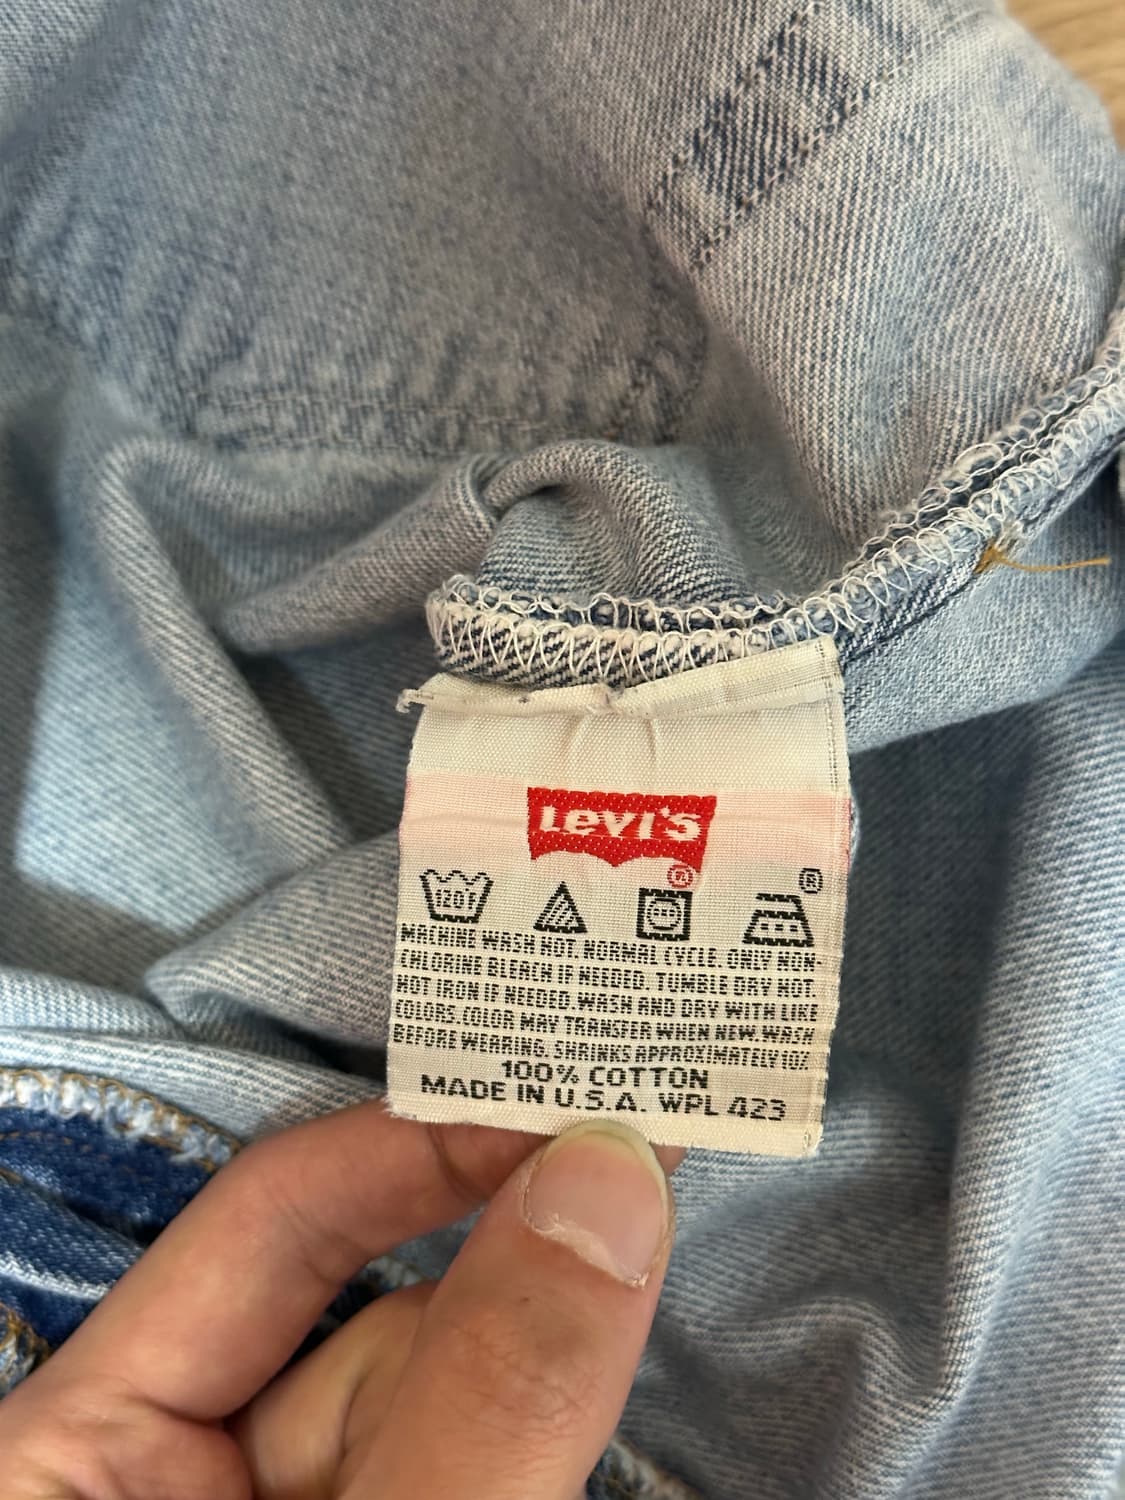 Levi's
®
®
120F
MACHINE WASH HOT. NORMAL CYCLE. ONLY NON-
CHLORINE BLEACH IF NEEDED. TUMBLE DRY HOT.
HOT IRON IF NEEDED. WASH AND DRY WITH LIKE
COLORS. COLOR MAY TRANSFER WHEN NEW. WASH
BEFORE WEARING. SHRINKS APPROXIMATELY 10%.
100% COTTON
MADE IN U.S.A. WPL 423